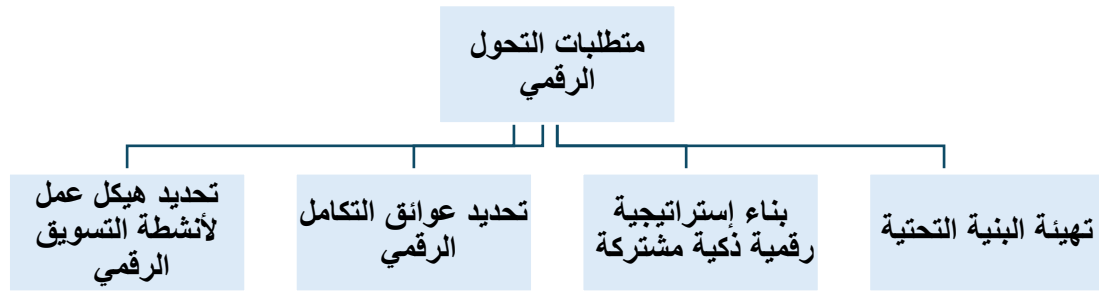 متطلبات التحول
الرقمي
تهيئة البنية التحتية
بناء إستراتيجية
رقمية ذكية مشتركة
تحديد عوائق التكامل
الرقمي
تحديد هيكل عمل
لأنشطة التسويق
الرقمي